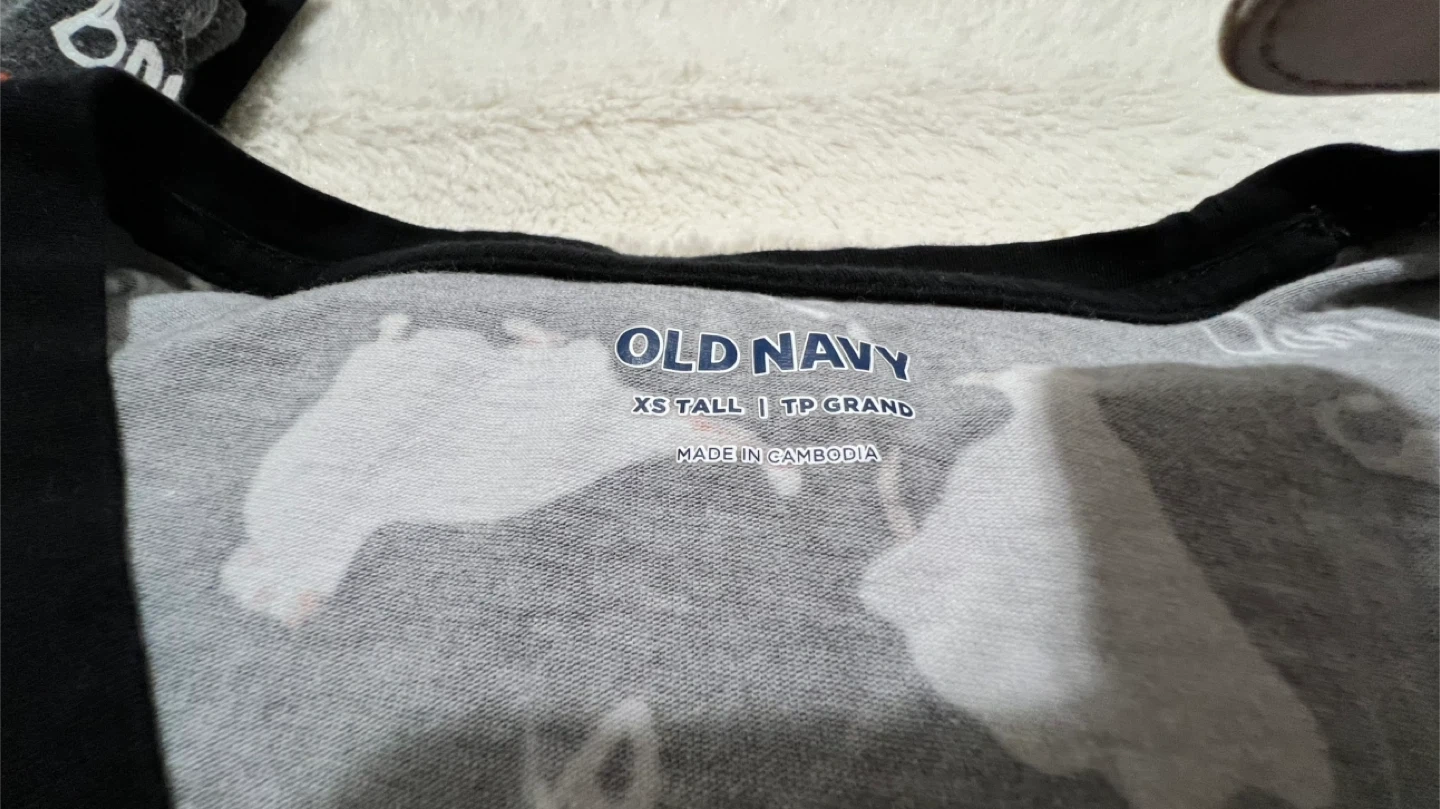 OLD NAVY
XS TALL | TP GRAND
MADE IN CAMBODIA